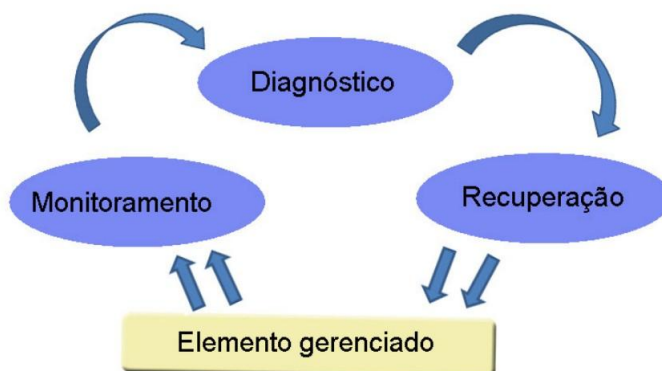 Diagnóstico
Monitoramento
Recuperação
Elemento gerenciado